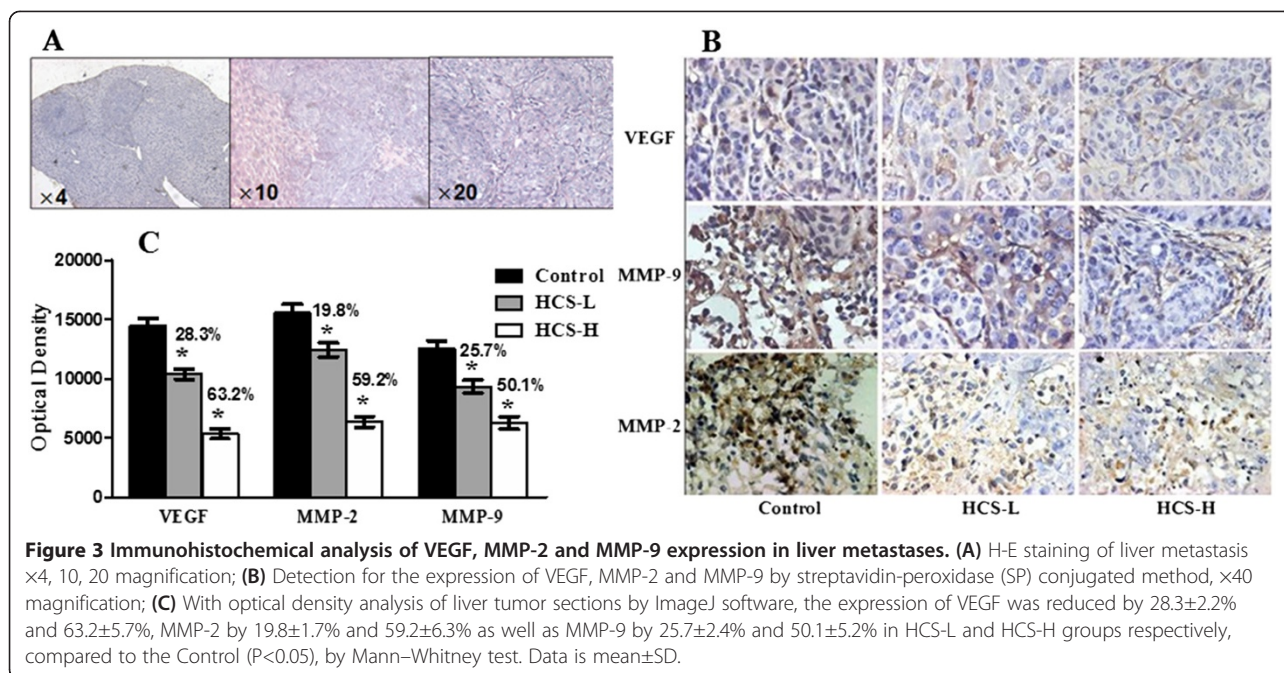 A
×4
×10
×20
B
VEGF
MMP-9
MMP-2
Control
HCS-L
HCS-H
C
Optical Density
20000
15000
10000
5000
0
Control
HCS-L
HCS-H
28.3%
*
63.2%
*
19.8%
*
59.2%
*
25.7%
*
50.1%
*
VEGF
MMP-2
MMP-9
Figure 3 Immunohistochemical analysis of VEGF, MMP-2 and MMP-9 expression in liver metastases. (A) H-E staining of liver metastasis
×4, 10, 20 magnification; (B) Detection for the expression of VEGF, MMP-2 and MMP-9 by streptavidin-peroxidase (SP) conjugated method, ×40
magnification; (C) With optical density analysis of liver tumor sections by ImageJ software, the expression of VEGF was reduced by 28.3±2.2%
and 63.2±5.7%, MMP-2 by 19.8±1.7% and 59.2±6.3% as well as MMP-9 by 25.7±2.4% and 50.1±5.2% in HCS-L and HCS-H groups respectively,
compared to the Control (P<0.05), by Mann–Whitney test. Data is mean±SD.